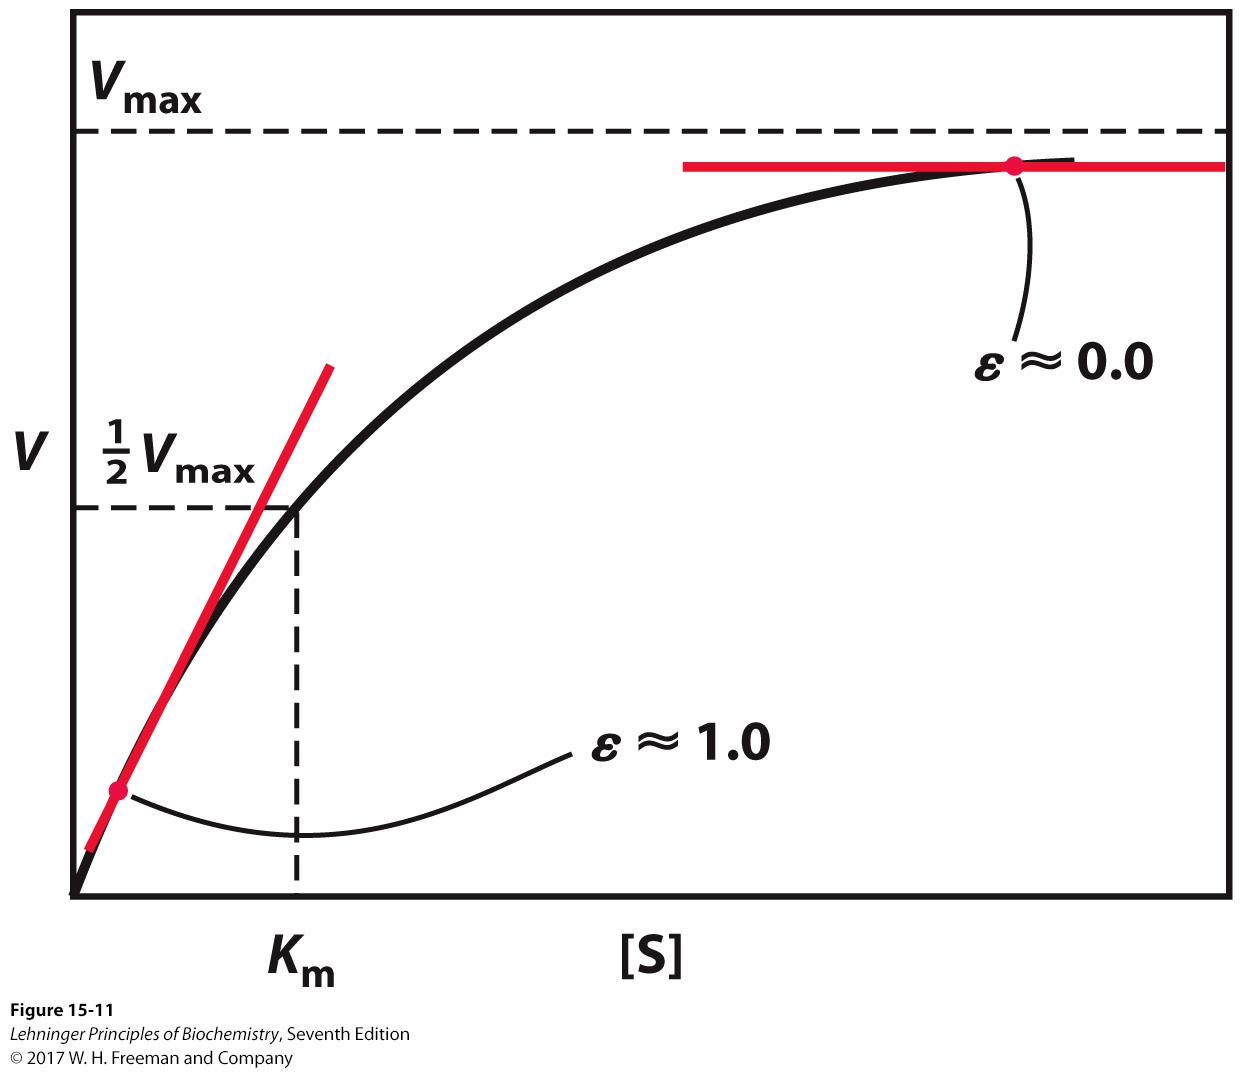 Vmax
V
1/2 Vmax
ε ≈ 0.0
ε ≈ 1.0
Km
[S]
Figure 15-11
Lehninger Principles of Biochemistry, Seventh Edition
© 2017 W. H. Freeman and Company